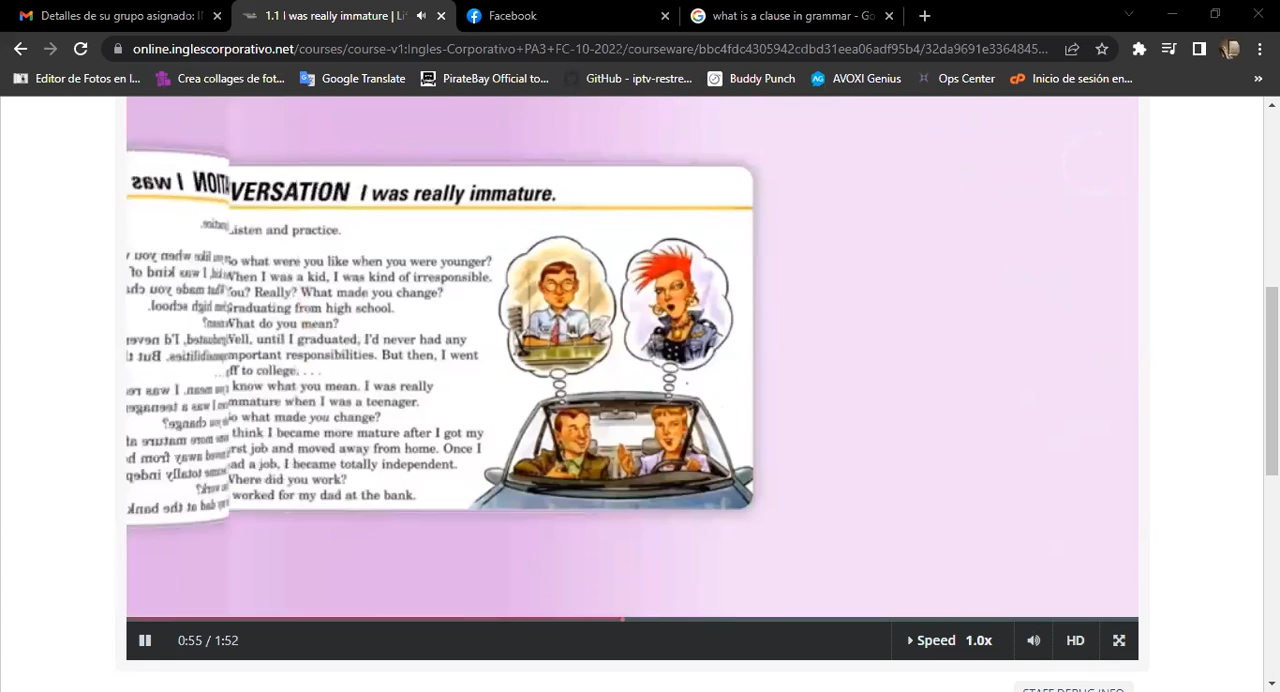 Detalles de su grupo asignado: I
1.1 I was really immature | Li
Facebook
what is a clause in grammar - Go
online.inglescorporativo.net/courses/course-v1:Ingles-Corporativo+PA3+FC-10-2022/courseware/bbc4fdc4305942cdbd31eea06adf95b4/32da9691e3364845...
Editor de Fotos en l...
Crea collages de fot...
Google Translate
PirateBay Official to...
GitHub - iptv-restre...
Buddy Punch
AVOXI Genius
Ops Center
Inicio de sesión en...
»
VERSATION I was really immature.
isten and practice.
o what were you like when you were younger?
When I was a kid, I was kind of irresponsible.
You? Really? What made you change?
Graduating from high school.
What do you mean?
Well, until I graduated, I'd never had any
mportant responsibilities. But then, I went
ff to college. . . .
know what you mean. I was really
mmature when I was a teenager.
o what made you change?
think I became more mature after I got my
rst job and moved away from home. Once I
ad a job, I became totally independent.
Where did you work?
worked for my dad at the bank.
0:55 / 1:52
Speed 1.0x
HD
STAFF DEBUG INFO